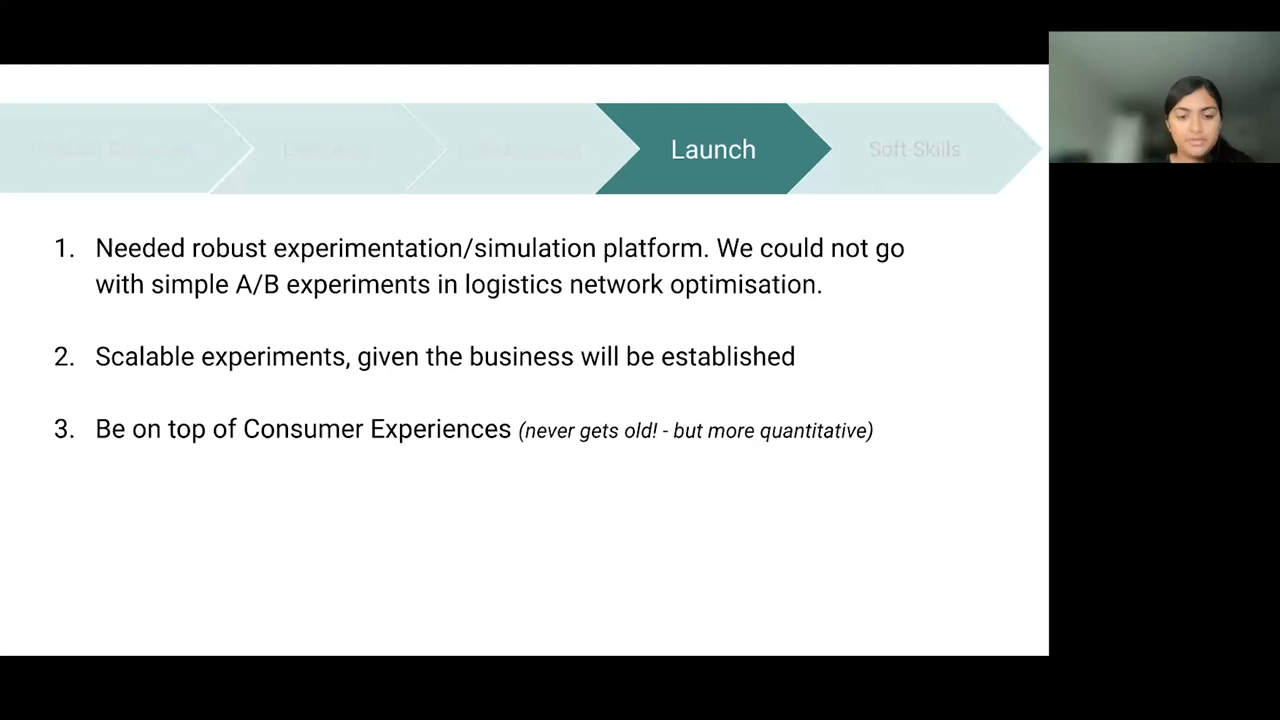 Launch
Soft-Skills
1. Needed robust experimentation/simulation platform. We could not go
with simple A/B experiments in logistics network optimisation.
2. Scalable experiments, given the business will be established
3. Be on top of Consumer Experiences (never gets old! - but more quantitative)